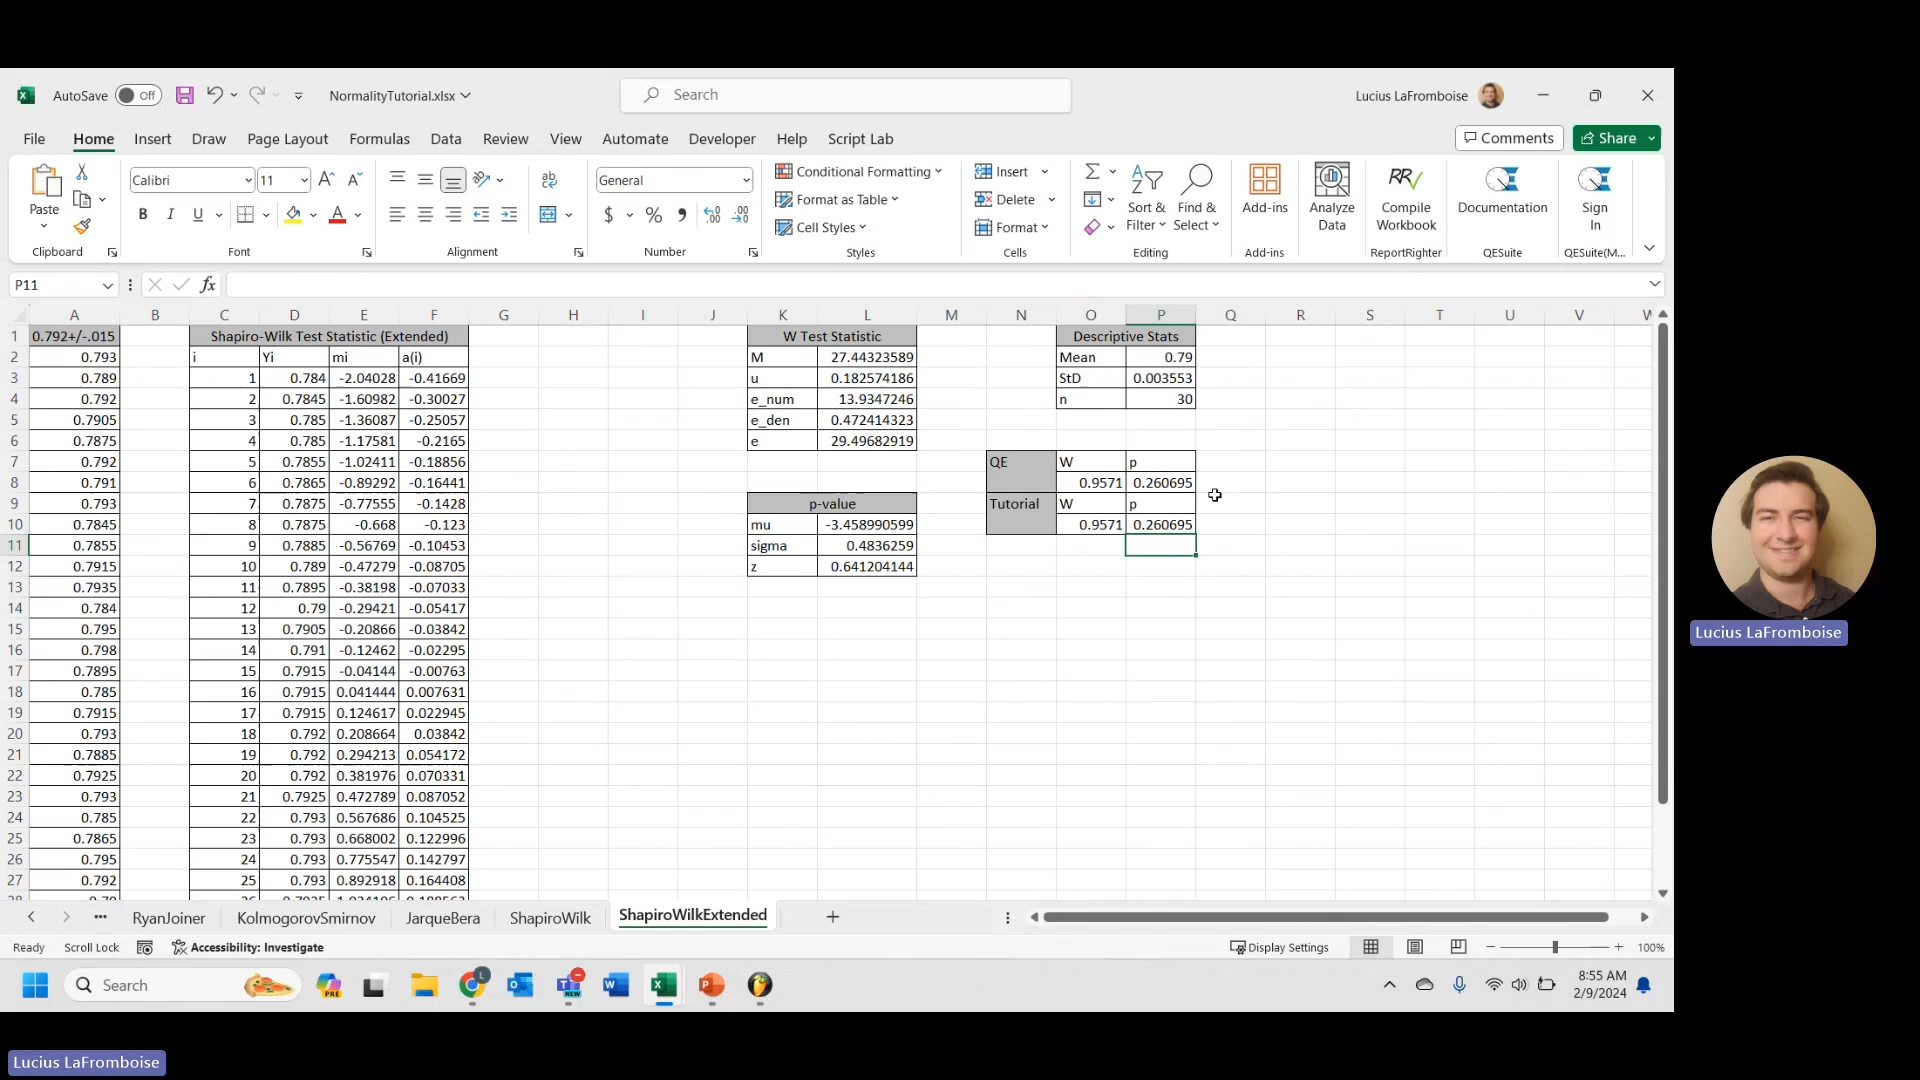 AutoSave Off NormalityTutorial.xlsx Search Lucius LaFromboise
File Home Insert Draw Page Layout Formulas Data Review View Automate Developer Help Script Lab Comments Share
Paste Calibri 11 General Conditional Formatting Insert
Format as Table Delete
Cell Styles Format
B I U $ % Sort & Filter Find & Select Add-ins Analyze Data Compile Workbook Documentation Sign In
Clipboard Font Alignment Number Styles Cells Editing Add-ins ReportRighter QESuite QESuite(M...
P11 fx
A B C D E F G H I J K L M N O P Q R S T U V W
1 0.792+/-.015 Shapiro-Wilk Test Statistic (Extended) W Test Statistic Descriptive Stats
2 0.793 i Yi mi a(i) M 27.44323589 Mean 0.79
3 0.789 1 0.784 -2.04028 -0.41669 u 0.182574186 StD 0.003553
4 0.792 2 0.7845 -1.60982 -0.30027 e_num 13.9347246 n 30
5 0.7905 3 0.785 -1.36087 -0.25057 e_den 0.472414323
6 0.7875 4 0.785 -1.17581 -0.2165 e 29.49682919
7 0.792 5 0.7855 -1.02411 -0.18856 QE W p
8 0.791 6 0.7865 -0.89292 -0.16441 0.9571 0.260695
9 0.793 7 0.7875 -0.77555 -0.1428 p-value Tutorial W p
10 0.7845 8 0.7875 -0.668 -0.123 mu -3.458990599 0.9571 0.260695
11 0.7855 9 0.7885 -0.56769 -0.10453 sigma 0.4836259
12 0.7915 10 0.789 -0.47279 -0.08705 z 0.641204144
13 0.7935 11 0.7895 -0.38198 -0.07033
14 0.784 12 0.79 -0.29421 -0.05417
15 0.795 13 0.7905 -0.20866 -0.03842
16 0.798 14 0.791 -0.12462 -0.02295
17 0.7895 15 0.7915 -0.04144 -0.00763
18 0.785 16 0.7915 0.041444 0.007631
19 0.7915 17 0.7915 0.124617 0.022945
20 0.793 18 0.792 0.208664 0.03842
21 0.7885 19 0.792 0.294213 0.054172
22 0.7925 20 0.792 0.381976 0.070331
23 0.793 21 0.7925 0.472789 0.087052
24 0.785 22 0.793 0.567686 0.104525
25 0.7865 23 0.793 0.668002 0.122996
26 0.795 24 0.793 0.775547 0.142797
27 0.792 25 0.793 0.892918 0.164408
RyanJoiner KolmogorovSmirnov JarqueBera ShapiroWilk ShapiroWilkExtended
Ready Scroll Lock Accessibility: Investigate Display Settings 100%
Search PRE L NEW 8:55 AM
2/9/2024
Lucius LaFromboise
Lucius LaFromboise